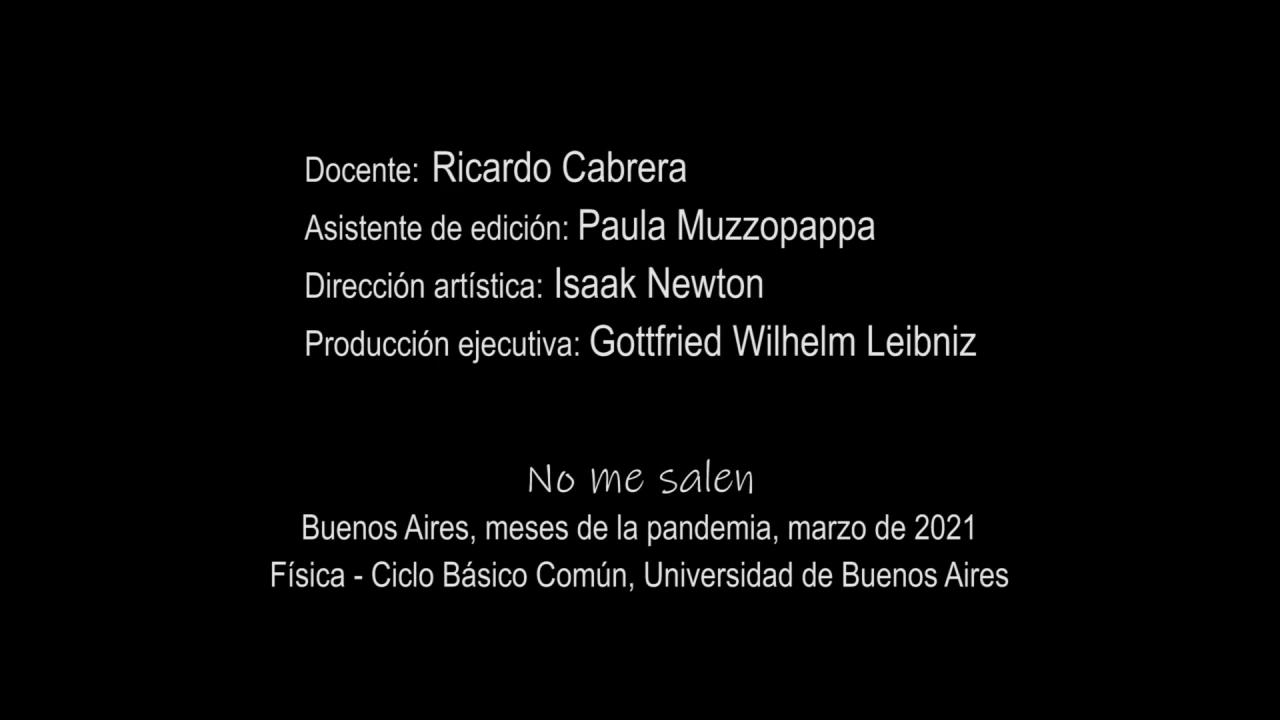 Docente: Ricardo Cabrera
Asistente de edición: Paula Muzzopappa
Dirección artística: Isaak Newton
Producción ejecutiva: Gottfried Wilhelm Leibniz
No me salen
Buenos Aires, meses de la pandemia, marzo de 2021
Física - Ciclo Básico Común, Universidad de Buenos Aires